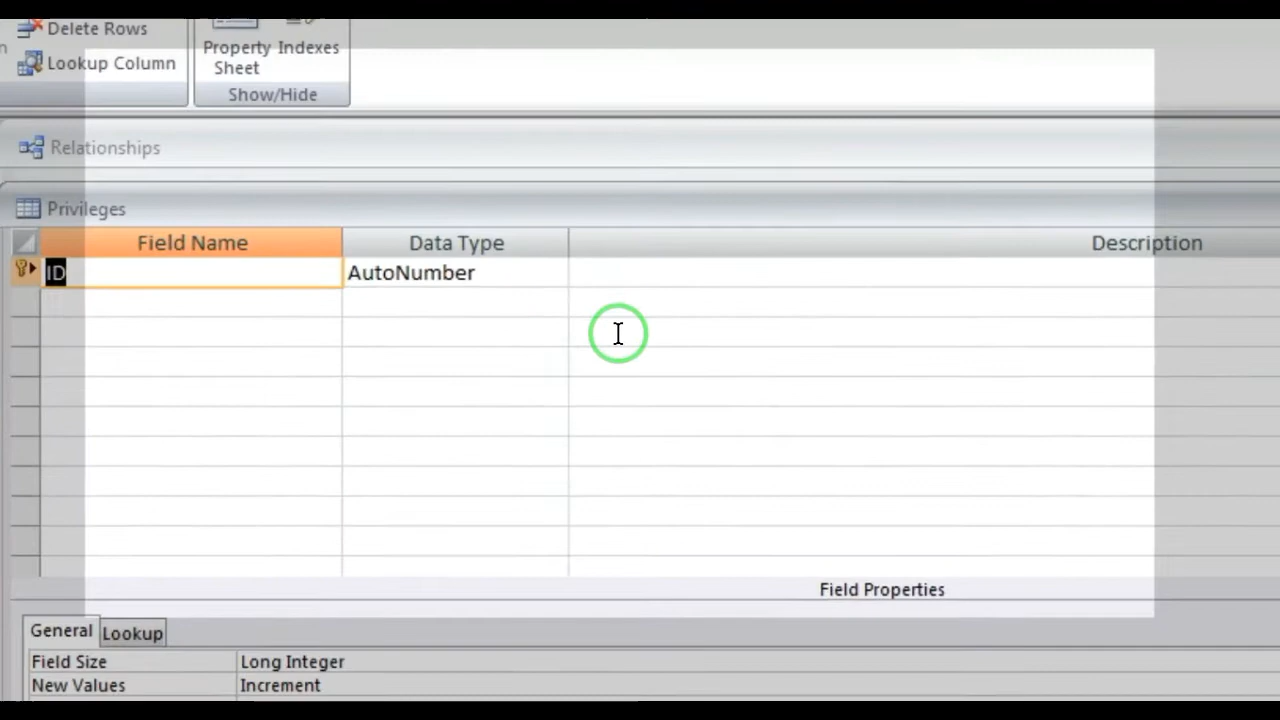 Delete Rows
Lookup Column
Property Indexes
Sheet
Show/Hide
Relationships
Privileges
Field Name Data Type Description
ID AutoNumber
Field Properties
General Lookup
Field Size Long Integer
New Values Increment